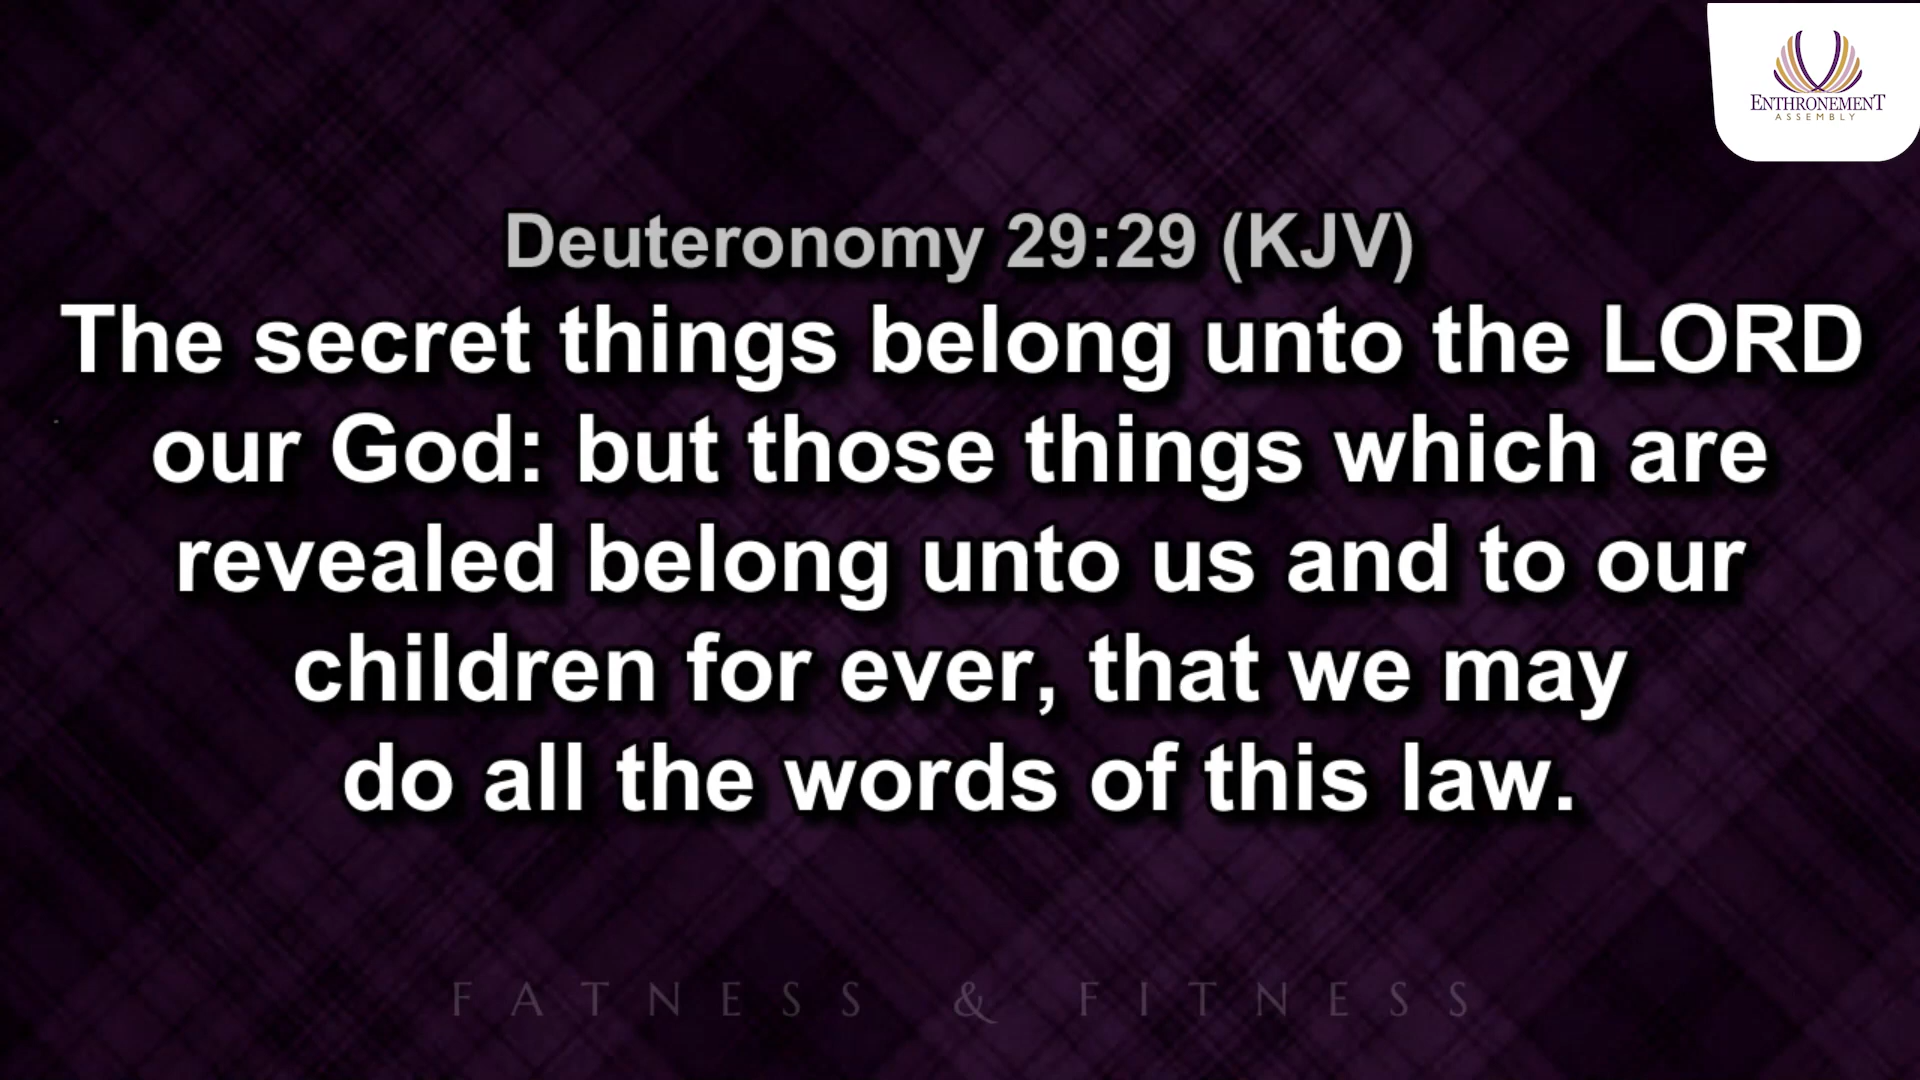 ENTHRONEMENT
ASSEMBLY
Deuteronomy 29:29 (KJV)
The secret things belong unto the LORD
our God: but those things which are
revealed belong unto us and to our
children for ever, that we may
do all the words of this law.
FATNESS & FITNESS